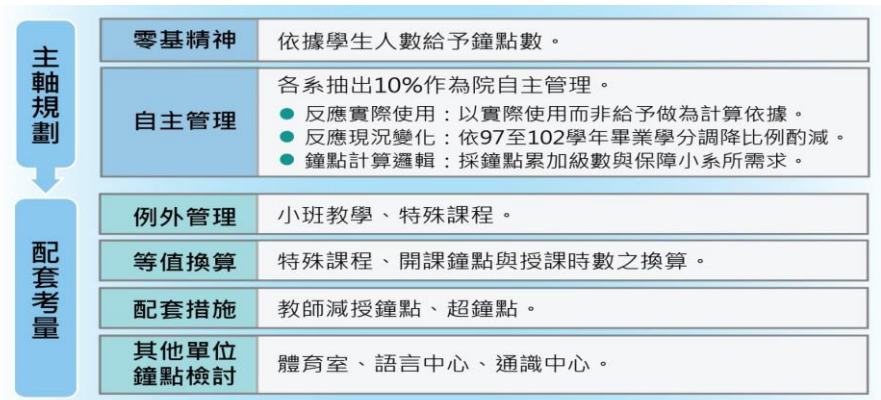 主軸規劃
零基精神
依據學生人數給予鐘點數。
自主管理
各系抽出10%作為院自主管理。
● 反應實際使用：以實際使用而非給予做為計算依據。
● 反應現況變化：依97至102學年畢業學分調降比例酌減。
● 鐘點計算邏輯：採鐘點累加級數與保障小系所需求。
配套考量
例外管理
小班教學、特殊課程。
等值換算
特殊課程、開課鐘點與授課時數之換算。
配套措施
教師減授鐘點、超鐘點。
其他單位
鐘點檢討
體育室、語言中心、通識中心。